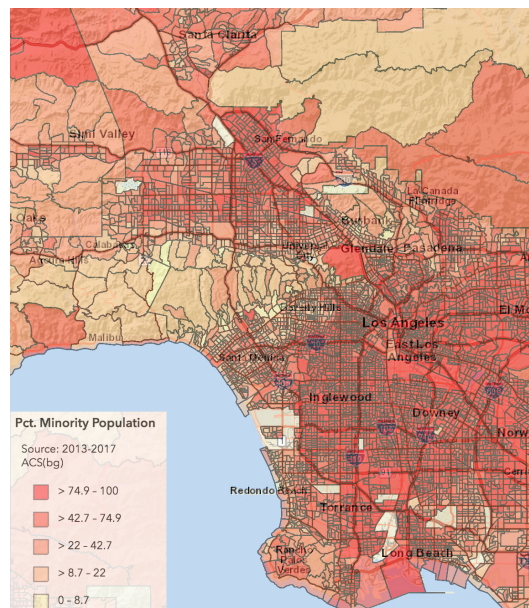 Santa Clarita
Simi Valley
San Fernando
La Canada
Flintridge
Oaks
Burbank
Calabasas
Agoura Hills
Universal
City
Glendale
Pasadena
Beverly Hills
Los Angeles
El Mo
Malibu
Santa Monica
East Los
Angeles
Inglewood
Downey
Norw
Cerri
Redondo Beach
Torrance
Rancho
Palos
Verdes
Long Beach
Pct. Minority Population
Source: 2013-2017
ACS(bg)
> 74.9 - 100
> 42.7 - 74.9
> 22 - 42.7
> 8.7 - 22
0 - 8.7